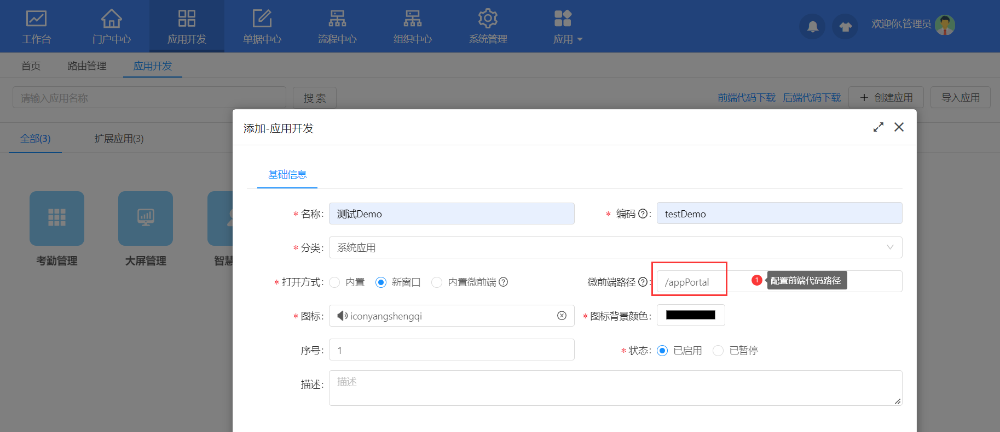 工作台 门户中心 应用开发 单据中心 流程中心 组织中心 系统管理 应用 欢迎你,管理员
首页 路由管理 应用开发
请输入应用名称 搜 索 前端代码下载 后端代码下载 + 创建应用 导入应用
添加-应用开发
全部(3) 扩展应用(3)
基础信息
* 名称: 测试Demo * 编码 ? : testDemo
* 分类: 系统应用
考勤管理 大屏管理 智慧
* 打开方式: 内置 新窗口 内置微前端 ? 微前端路径 ? : /appPortal 1 配置前端代码路径
* 图标: iconyangshengqi * 图标背景颜色:
序号: 1 * 状态: 已启用 已暂停
描述: 描述